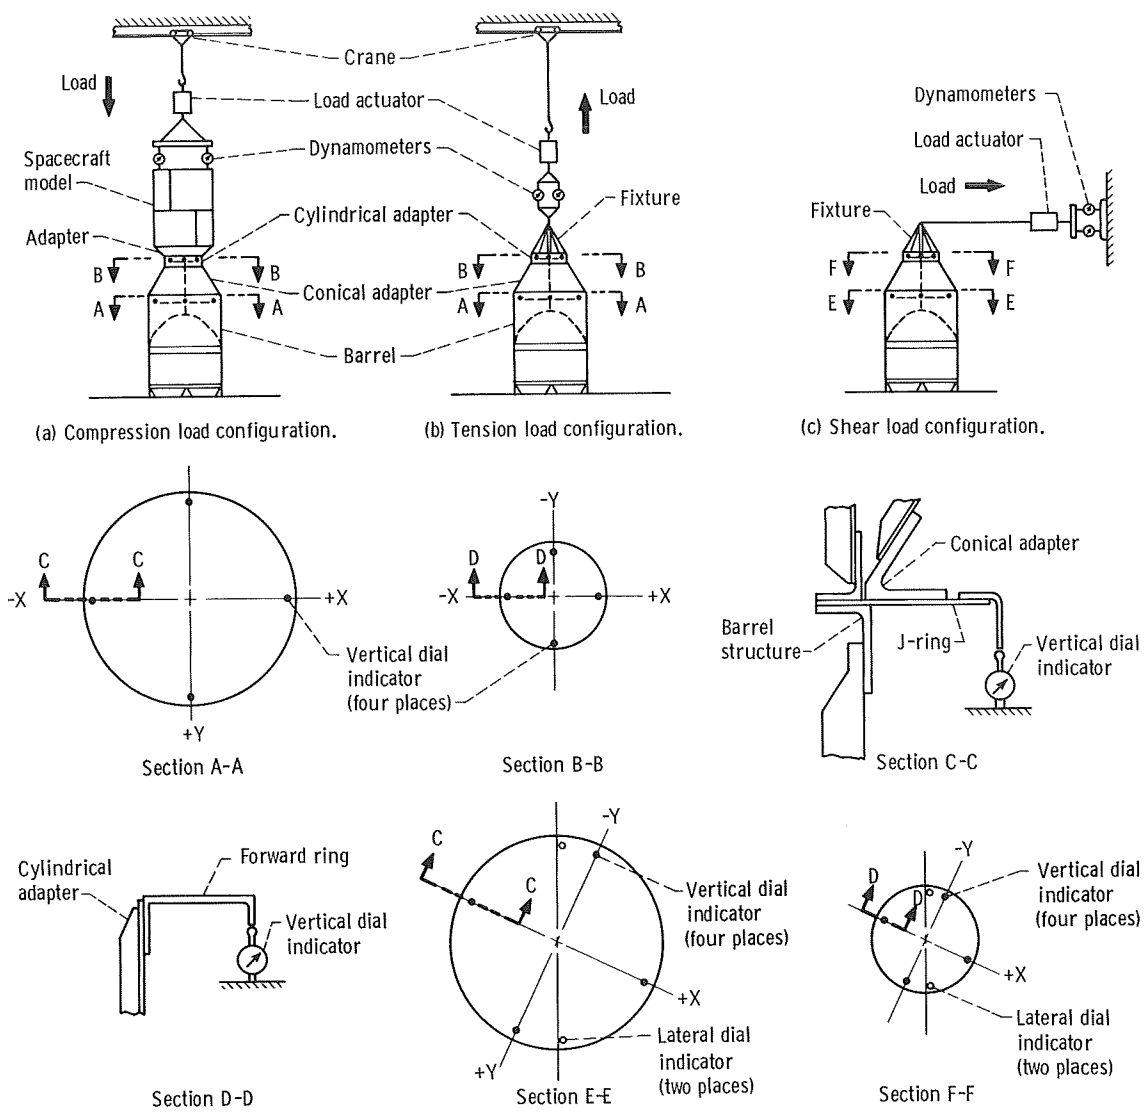 Crane
Load
Load actuator
Load
Dynamometers
Spacecraft
model
Cylindrical adapter
Fixture
Adapter
B
B
B
B
Conical adapter
A
A
A
A
Barrel
(a) Compression load configuration.
(b) Tension load configuration.
Dynamometers
Load actuator
Load
Fixture
F
F
E
E
(c) Shear load configuration.
C
C
-X
+X
+Y
Vertical dial
indicator
(four places)
Section A-A
-Y
D
D
-X
+X
Section B-B
Conical adapter
Barrel
structure
J-ring
Vertical dial
indicator
Section C-C
Cylindrical
adapter
Forward ring
Vertical dial
indicator
Section D-D
C
C
-Y
Vertical dial
indicator
(four places)
+X
+Y
Lateral dial
indicator
(two places)
Section E-E
D
D
-Y
Vertical dial
indicator
(four places)
+X
Lateral dial
indicator
(two places)
Section F-F